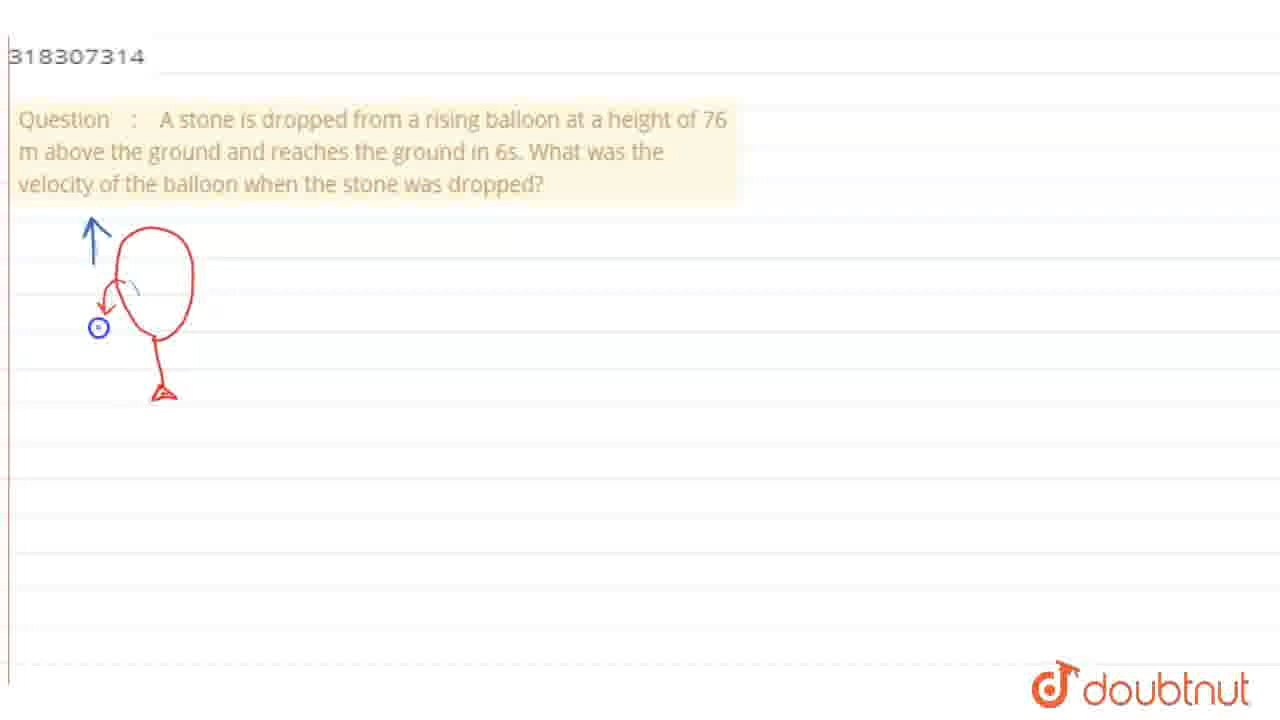 318307314
Question : A stone is dropped from a rising balloon at a height of 76
m above the ground and reaches the ground in 6s. What was the
velocity of the balloon when the stone was dropped?
doubtnut